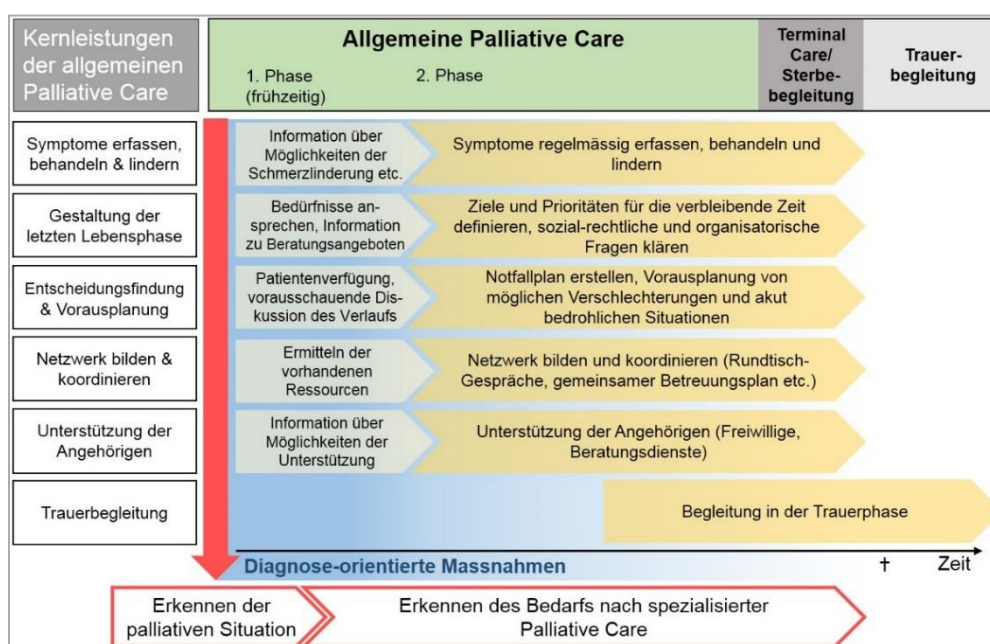 Kernleistungen
der allgemeinen
Palliative Care
Allgemeine Palliative Care
1. Phase
(frühzeitig)
2. Phase
Terminal
Care/
Sterbe-
begleitung
Trauer-
begleitung
Symptome erfassen,
behandeln & lindern
Information über
Möglichkeiten der
Schmerzlinderung etc.
Symptome regelmässig erfassen, behandeln und
lindern
Gestaltung der
letzten Lebensphase
Bedürfnisse an-
sprechen, Information
zu Beratungsangeboten
Ziele und Prioritäten für die verbleibende Zeit
definieren, sozial-rechtliche und organisatorische
Fragen klären
Entscheidungsfindung
& Vorausplanung
Patientenverfügung,
vorausschauende Dis-
kussion des Verlaufs
Notfallplan erstellen, Vorausplanung von
möglichen Verschlechterungen und akut
bedrohlichen Situationen
Netzwerk bilden &
koordinieren
Ermitteln der
vorhandenen
Ressourcen
Netzwerk bilden und koordinieren (Rundtisch-
Gespräche, gemeinsamer Betreuungsplan etc.)
Unterstützung der
Angehörigen
Information über
Möglichkeiten der
Unterstützung
Unterstützung der Angehörigen (Freiwillige,
Beratungsdienste)
Trauerbegleitung
Begleitung in der Trauerphase
Diagnose-orientierte Massnahmen
✝
Zeit
Erkennen der
palliativen Situation
Erkennen des Bedarfs nach spezialisierter
Palliative Care